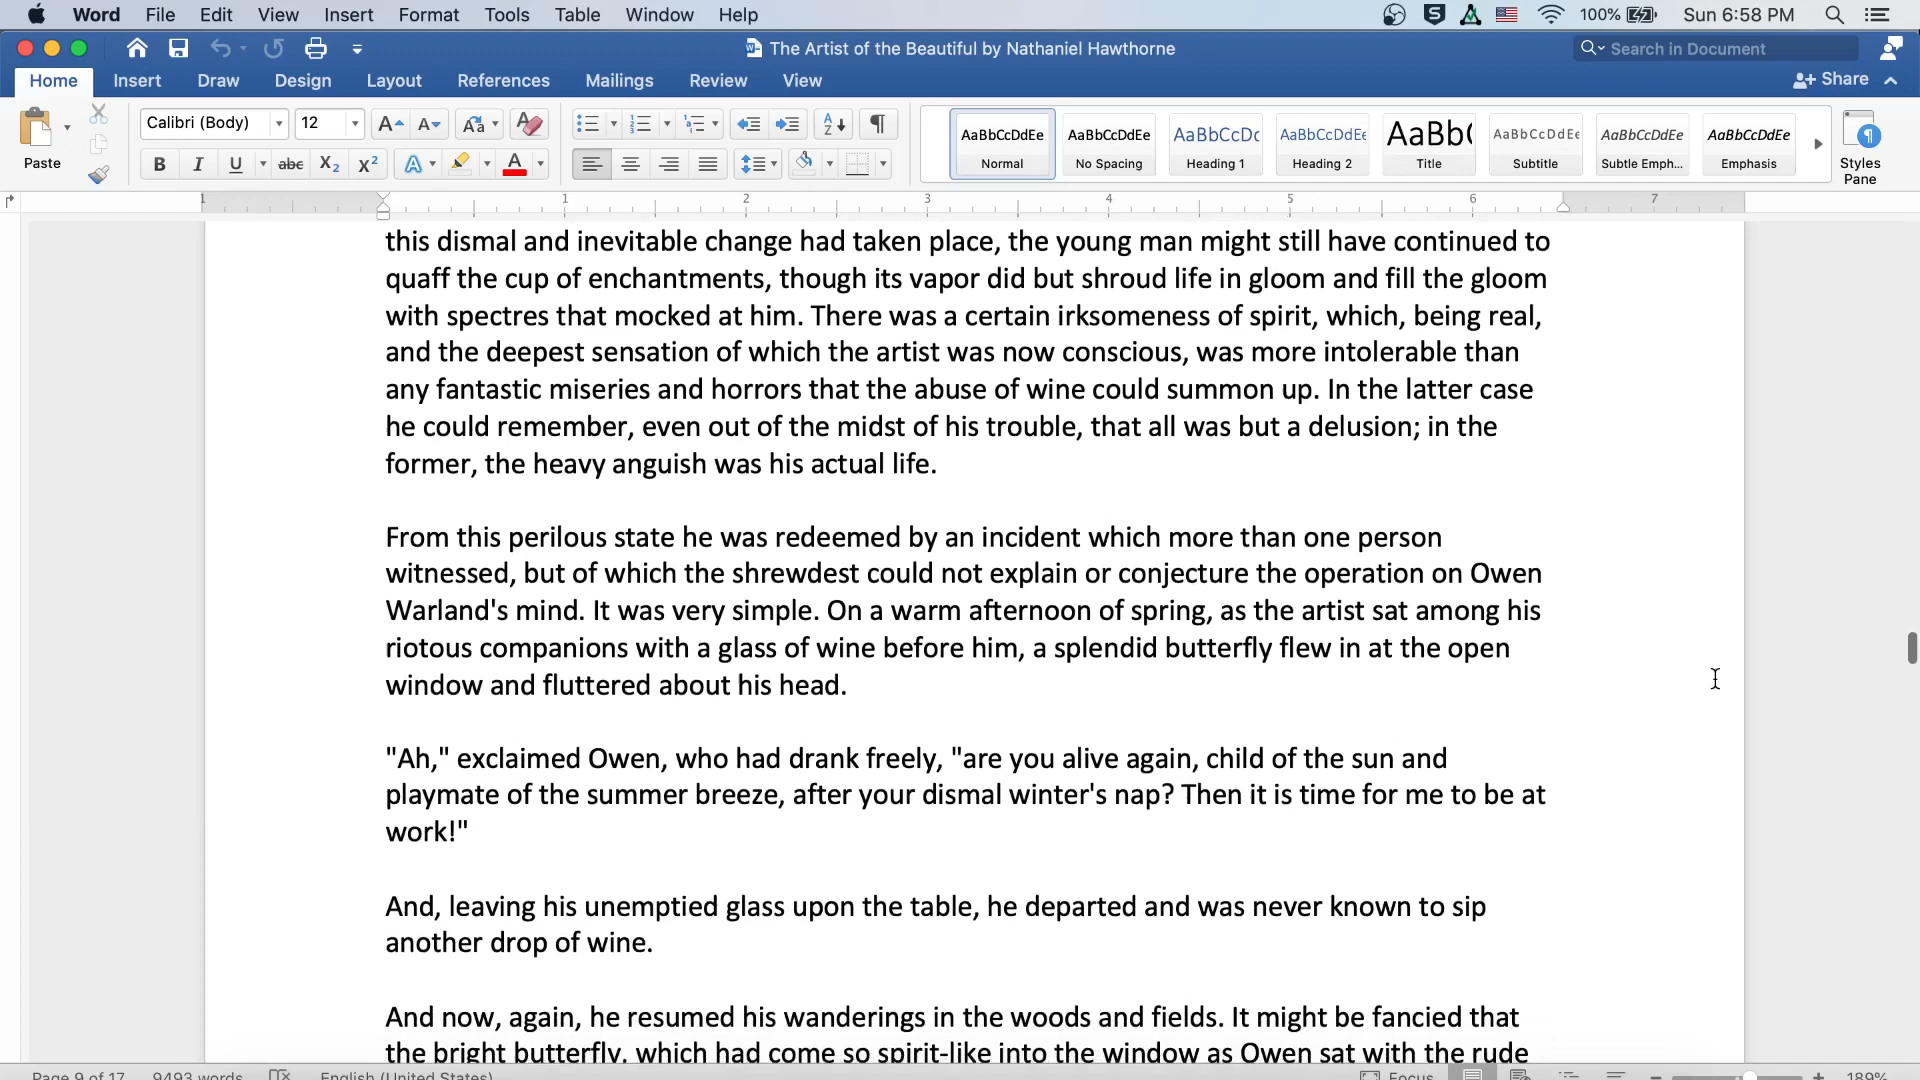 Word File Edit View Insert Format Tools Table Window Help 100% Sun 6:58 PM
The Artist of the Beautiful by Nathaniel Hawthorne Search in Document
Home Insert Draw Design Layout References Mailings Review View Share
Paste Calibri (Body) 12
AaBbCcDdEe AaBbCcDdEe AaBbCcDc AaBbCcDdEe AaBb( AaBbCcDdEe AaBbCcDdEe AaBbCcDdEe
Normal No Spacing Heading 1 Heading 2 Title Subtitle Subtle Emph... Emphasis Styles Pane
B I U abc X2 X2 A A
1 1 2 3 4 5 6 7
this dismal and inevitable change had taken place, the young man might still have continued to
quaff the cup of enchantments, though its vapor did but shroud life in gloom and fill the gloom
with spectres that mocked at him. There was a certain irksomeness of spirit, which, being real,
and the deepest sensation of which the artist was now conscious, was more intolerable than
any fantastic miseries and horrors that the abuse of wine could summon up. In the latter case
he could remember, even out of the midst of his trouble, that all was but a delusion; in the
former, the heavy anguish was his actual life.
From this perilous state he was redeemed by an incident which more than one person
witnessed, but of which the shrewdest could not explain or conjecture the operation on Owen
Warland's mind. It was very simple. On a warm afternoon of spring, as the artist sat among his
riotous companions with a glass of wine before him, a splendid butterfly flew in at the open
window and fluttered about his head.
"Ah," exclaimed Owen, who had drank freely, "are you alive again, child of the sun and
playmate of the summer breeze, after your dismal winter's nap? Then it is time for me to be at
work!"
And, leaving his unemptied glass upon the table, he departed and was never known to sip
another drop of wine.
And now, again, he resumed his wanderings in the woods and fields. It might be fancied that
the bright butterfly, which had come so spirit-like into the window as Owen sat with the rude
Page 9 of 17 9493 words English (United States) Focus 189%